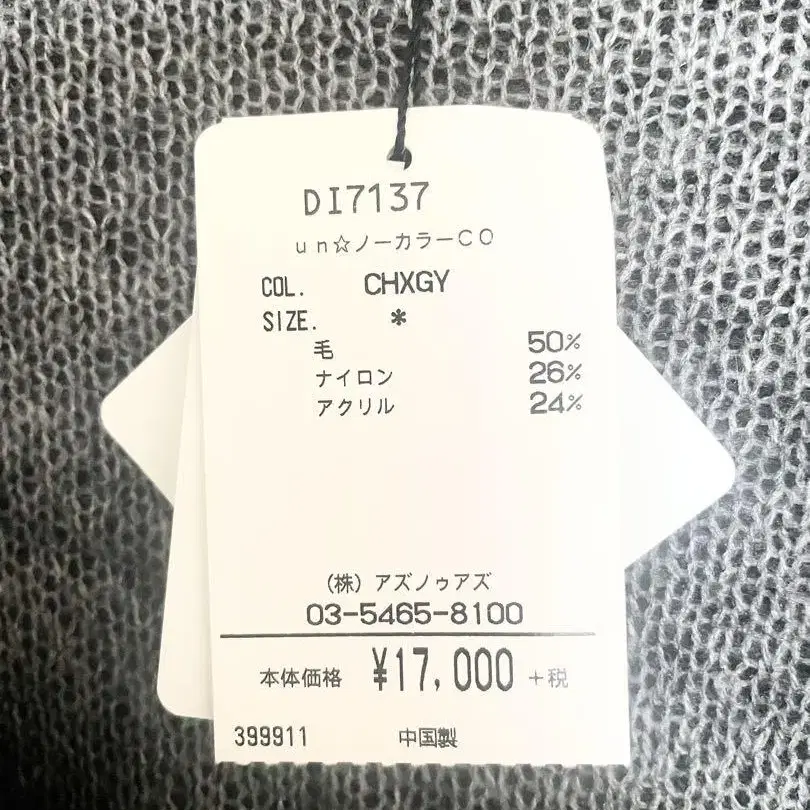 DI7137
un☆ノーカラーCO
COL. CHXGY
SIZE. *
毛 50%
ナイロン 26%
アクリル 24%
(株) アズノゥアズ
03-5465-8100
本体価格 ¥17,000 +税
399911 中国製